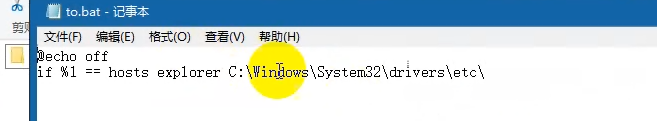 to.bat - 记事本
文件(F) 编辑(E) 格式(O) 查看(V) 帮助(H)
@echo off
if %1 == hosts explorer C:\Windows\System32\drivers\etc\